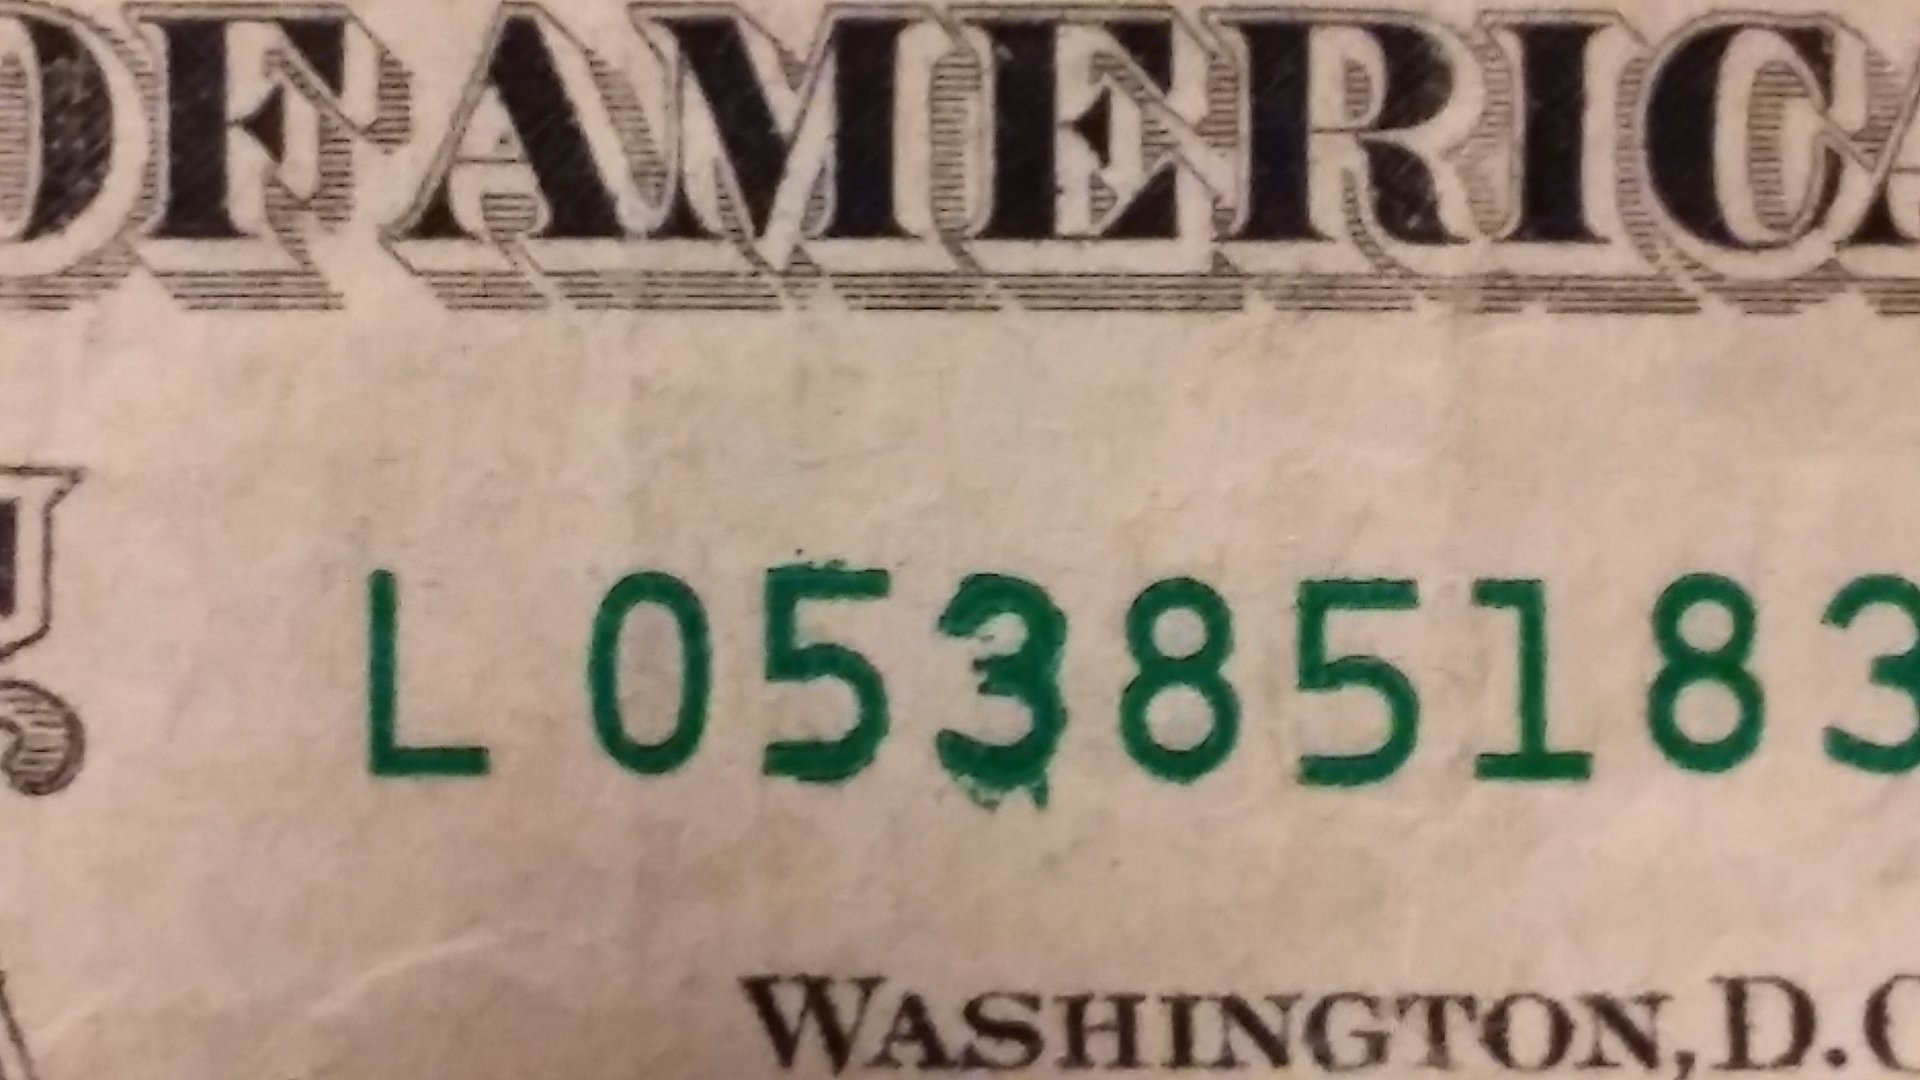 OF AMERICA
L 05385183
WASHINGTON, D.C